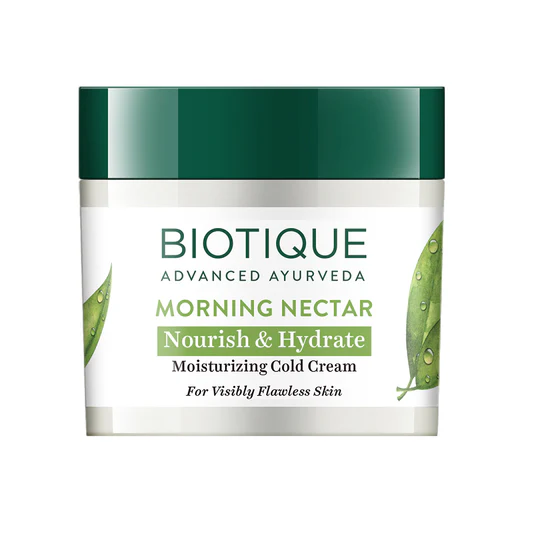 BIOTIQUE
ADVANCED AYURVEDA
MORNING NECTAR
Nourish & Hydrate
Moisturizing Cold Cream
For Visibly Flawless Skin